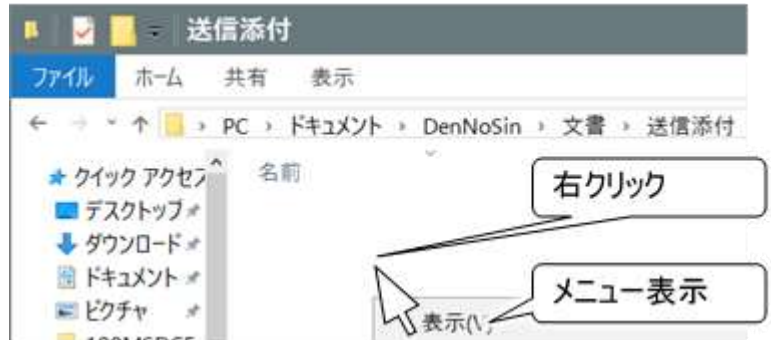 送信添付
ファイル ホーム 共有 表示
PC › ドキュメント › DenNoSin › 文書 › 送信添付
クイック アクセス
名前
右クリック
デスクトップ
ダウンロード
ドキュメント
ピクチャ
メニュー表示
表示(\